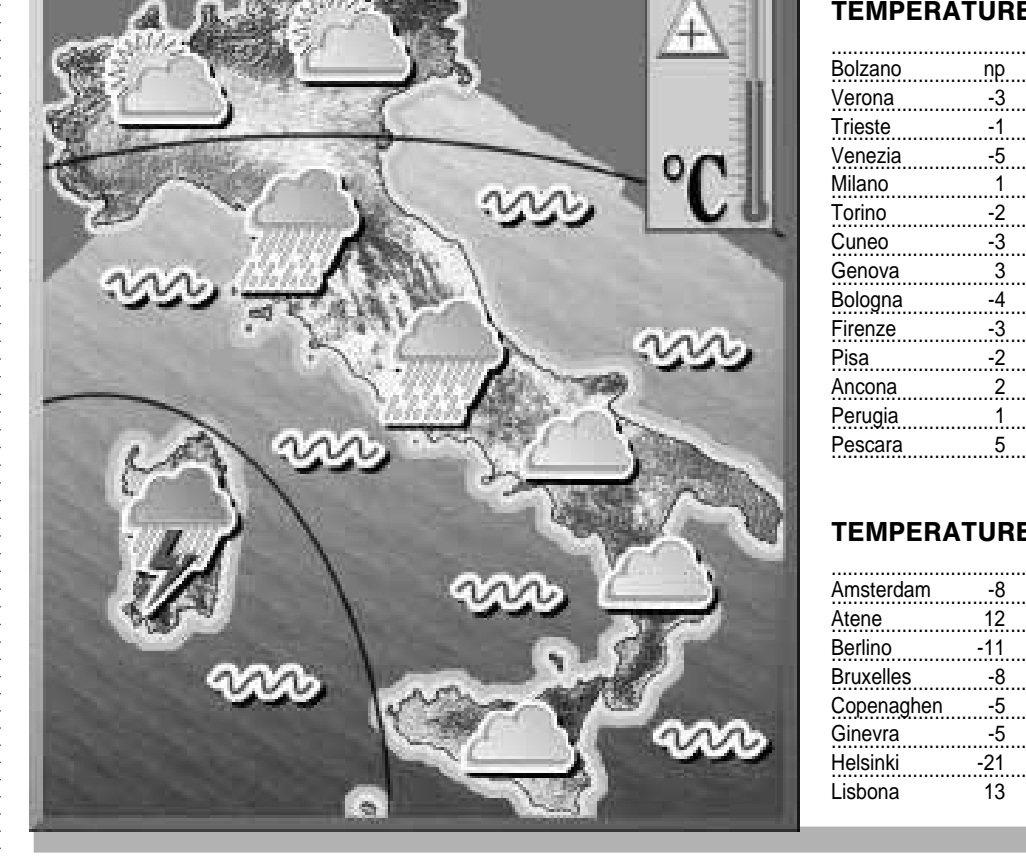 +
°C
TEMPERATURE
Bolzano np
Verona -3
Trieste -1
Venezia -5
Milano 1
Torino -2
Cuneo -3
Genova 3
Bologna -4
Firenze -3
Pisa -2
Ancona 2
Perugia 1
Pescara 5
TEMPERATURE
Amsterdam -8
Atene 12
Berlino -11
Bruxelles -8
Copenaghen -5
Ginevra -5
Helsinki -21
Lisbona 13